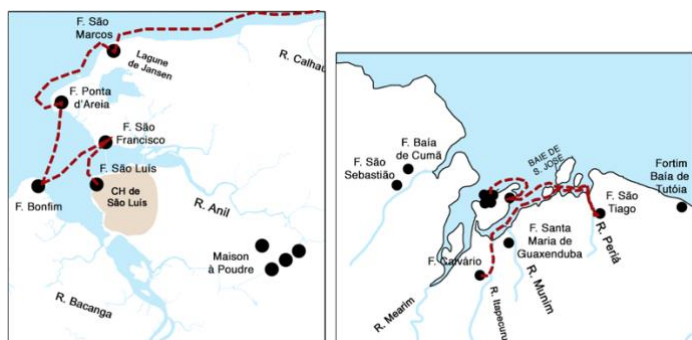 F. São
Marcos
Lagune
de Jansen
R. Calhau
F. Ponta
d'Areia
F. São
Francisco
F. São Luis
CH de
São Luís
F. Bonfim
R. Anil
Maison
à Poudre
R. Bacanga
F. Baía
de Cumã
F. São
Sebastião
BAIE DE
S. JOSÉ
Fortim
Baía de
Tutóia
F. São
Tiago
F. Santa
Maria de
Guaxenduba
R. Periá
F. Calvário
R. Munim
R. Itapecuru
R. Mearim